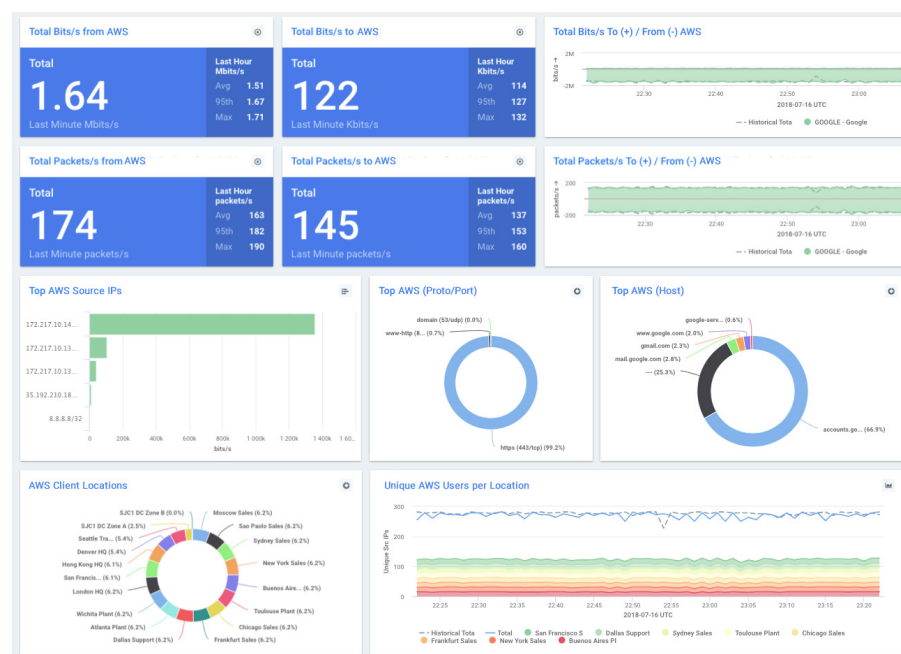 Total Bits/s from AWS
Total
1.64
Last Minute Mbits/s
Last Hour
Mbits/s
Avg 1.51
95th 1.67
Max 1.71
Total Bits/s to AWS
Total
122
Last Minute Kbits/s
Last Hour
Kbits/s
Avg 114
95th 127
Max 132
Total Bits/s To (+) / From (-) AWS
bits/s →
2M
-2M
22:30 22:40 22:50 23:00
2018-07-16 UTC
Historical Tota GOOGLE - Google
Total Packets/s from AWS
Total
174
Last Minute packets/s
Last Hour
packets/s
Avg 163
95th 182
Max 190
Total Packets/s to AWS
Total
145
Last Minute packets/s
Last Hour
packets/s
Avg 137
95th 153
Max 160
Total Packets/s To (+) / From (-) AWS
packets/s →
200
-200
22:30 22:40 22:50 23:00
2018-07-16 UTC
Historical Tota GOOGLE - Google
Top AWS Source IPs
172.217.10.14...
172.217.10.13...
172.217.10.13...
35.192.210.18...
8.8.8.8/32
0 200k 400k 600k 800k 1 000k 1 200k 1 400k 1 60...
bits/s
Top AWS (Proto/Port)
domain (53/udp) (0.0%)
www-http (8... (0.7%)
https (443/tcp) (99.2%)
Top AWS (Host)
google-serv... (0.6%)
www.google.com (2.0%)
gmail.com (2.3%)
mail.google.com (2.8%)
--- (25.3%)
accounts.go... (66.9%)
AWS Client Locations
SJC1 DC Zone B (0.0%)
SJC1 DC Zone A (2.5%)
Seattle Tra... (5.4%)
Denver HQ (5.4%)
Hong Kong HQ (6.1%)
San Francis... (6.1%)
London HQ (6.2%)
Wichita Plant (6.2%)
Atlanta Plant (6.2%)
Dallas Support (6.2%)
Moscow Sales (6.2%)
Sao Paolo Sales (6.2%)
Sydney Sales (6.2%)
New York Sales (6.2%)
Buenos Aire... (6.2%)
Toulouse Plant (6.2%)
Chicago Sales (6.2%)
Frankfurt Sales (6.2%)
Unique AWS Users per Location
Unique Src IPs
300
200
100
0
22:25 22:30 22:35 22:40 22:45 22:50 22:55 23:00 23:05 23:10 23:15 23:20
2018-07-16 UTC
Historical Tota Total San Francisco S Dallas Support Sydney Sales Toulouse Plant Chicago Sales
Frankfurt Sales New York Sales Buenos Aires Pl